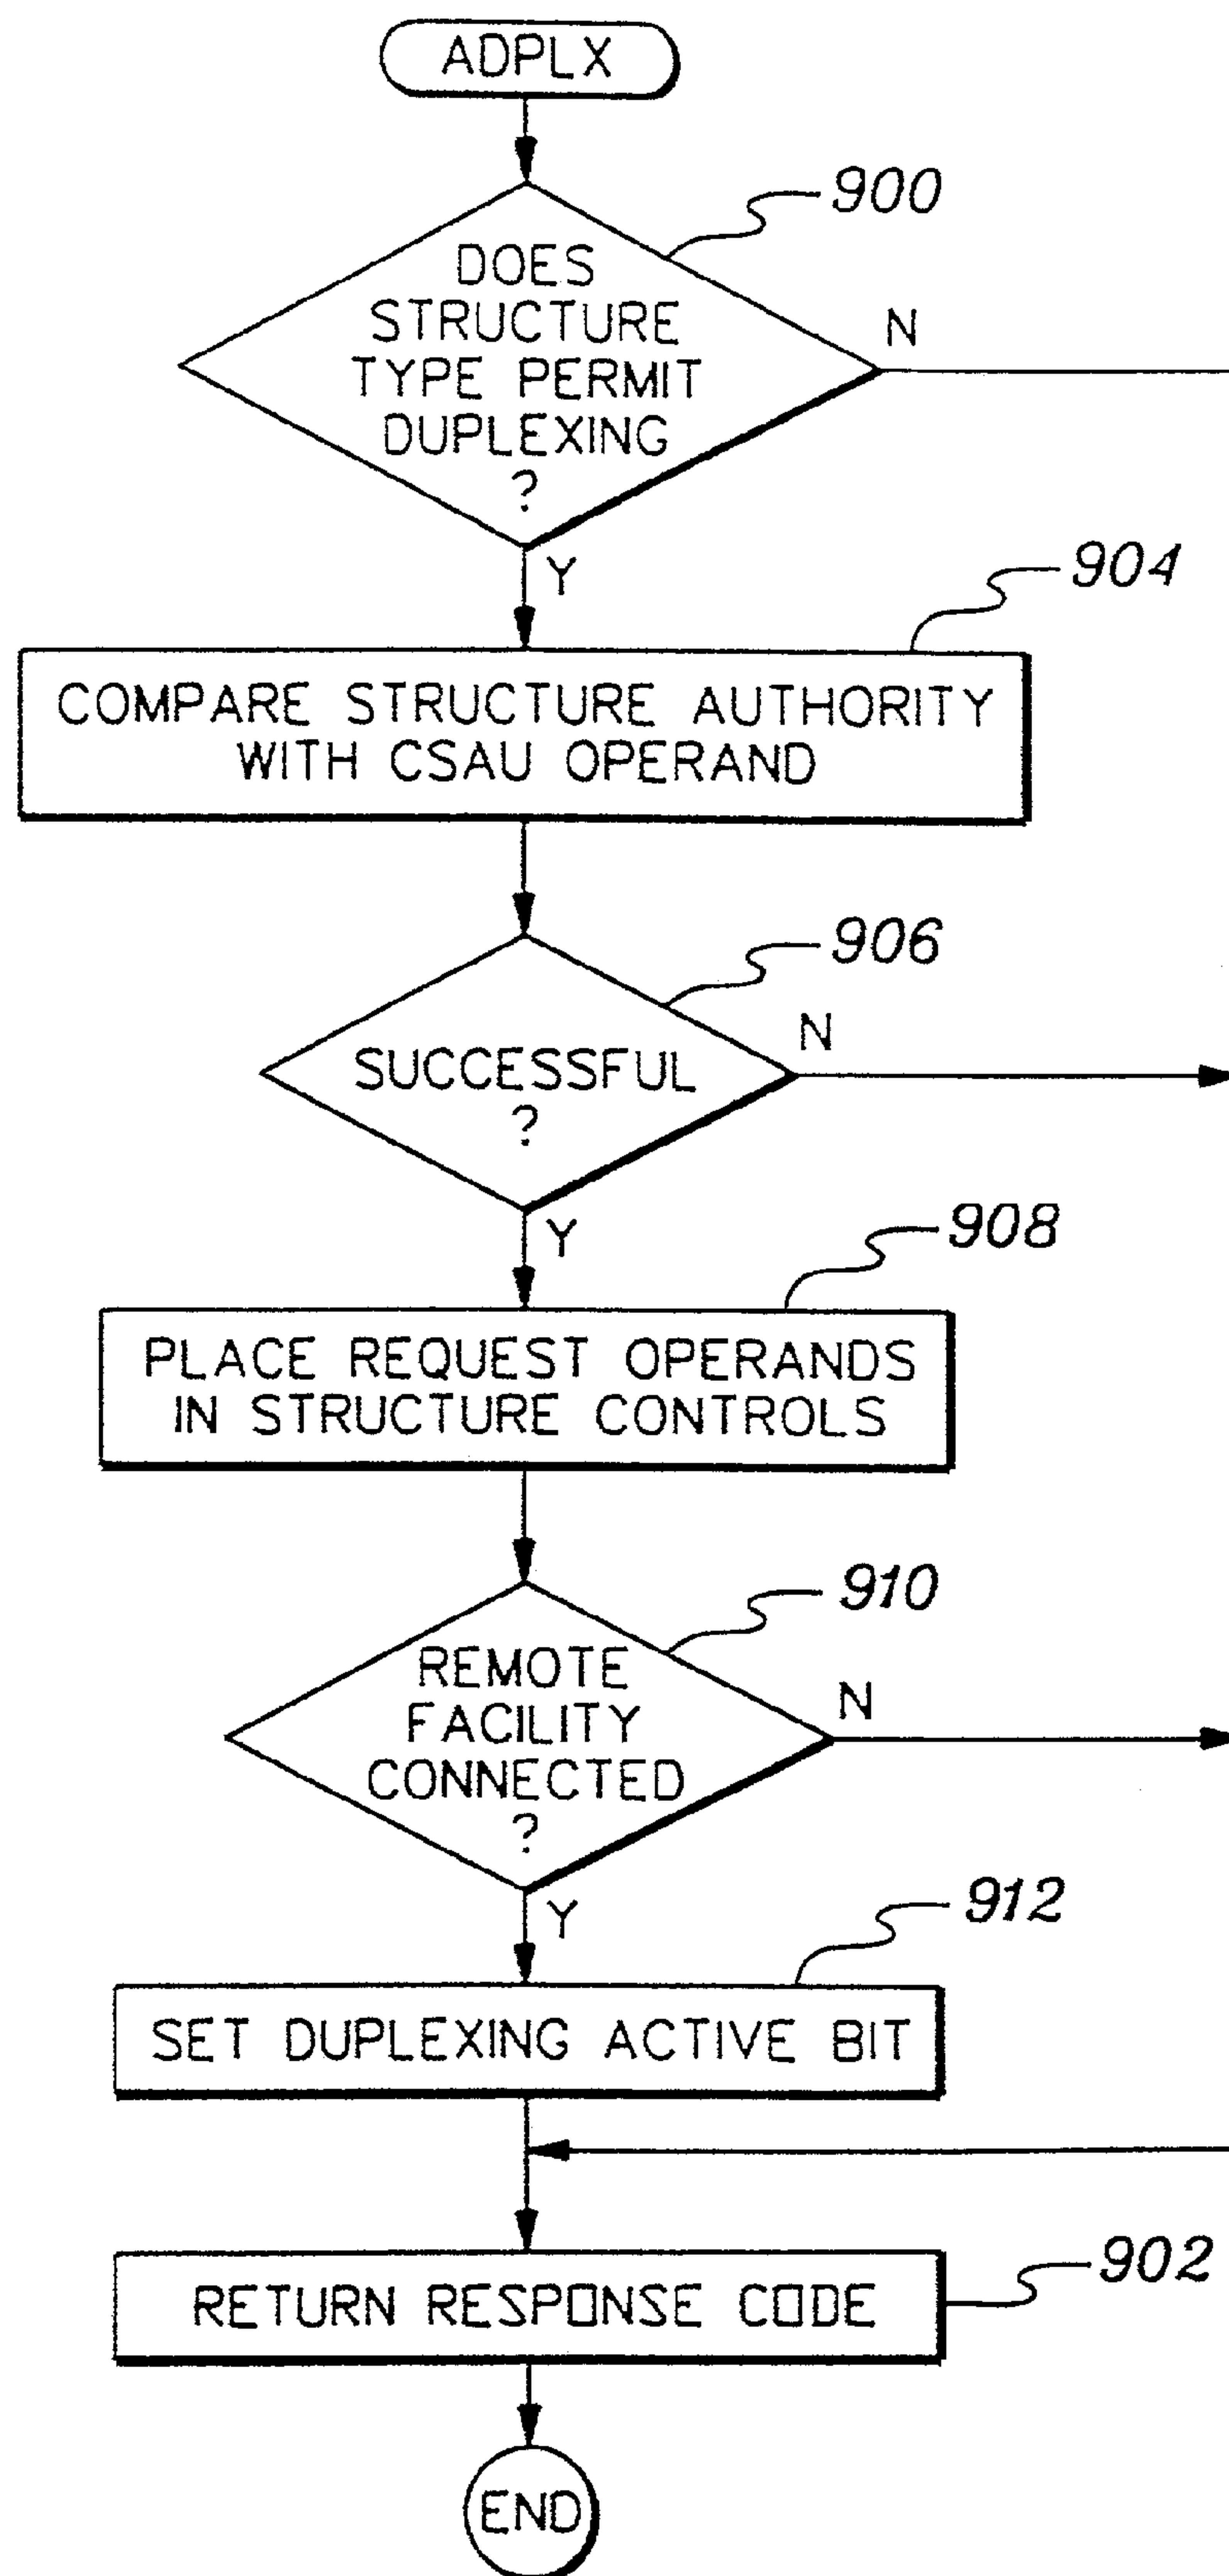 ADPLX
900
DOES
STRUCTURE
TYPE PERMIT
DUPLEXING
?
N
Y
904
COMPARE STRUCTURE AUTHORITY
WITH CSAU OPERAND
906
SUCCESSFUL
?
N
Y
908
PLACE REQUEST OPERANDS
IN STRUCTURE CONTROLS
910
REMOTE
FACILITY
CONNECTED
?
N
Y
912
SET DUPLEXING ACTIVE BIT
RETURN RESPONSE CODE
902
END